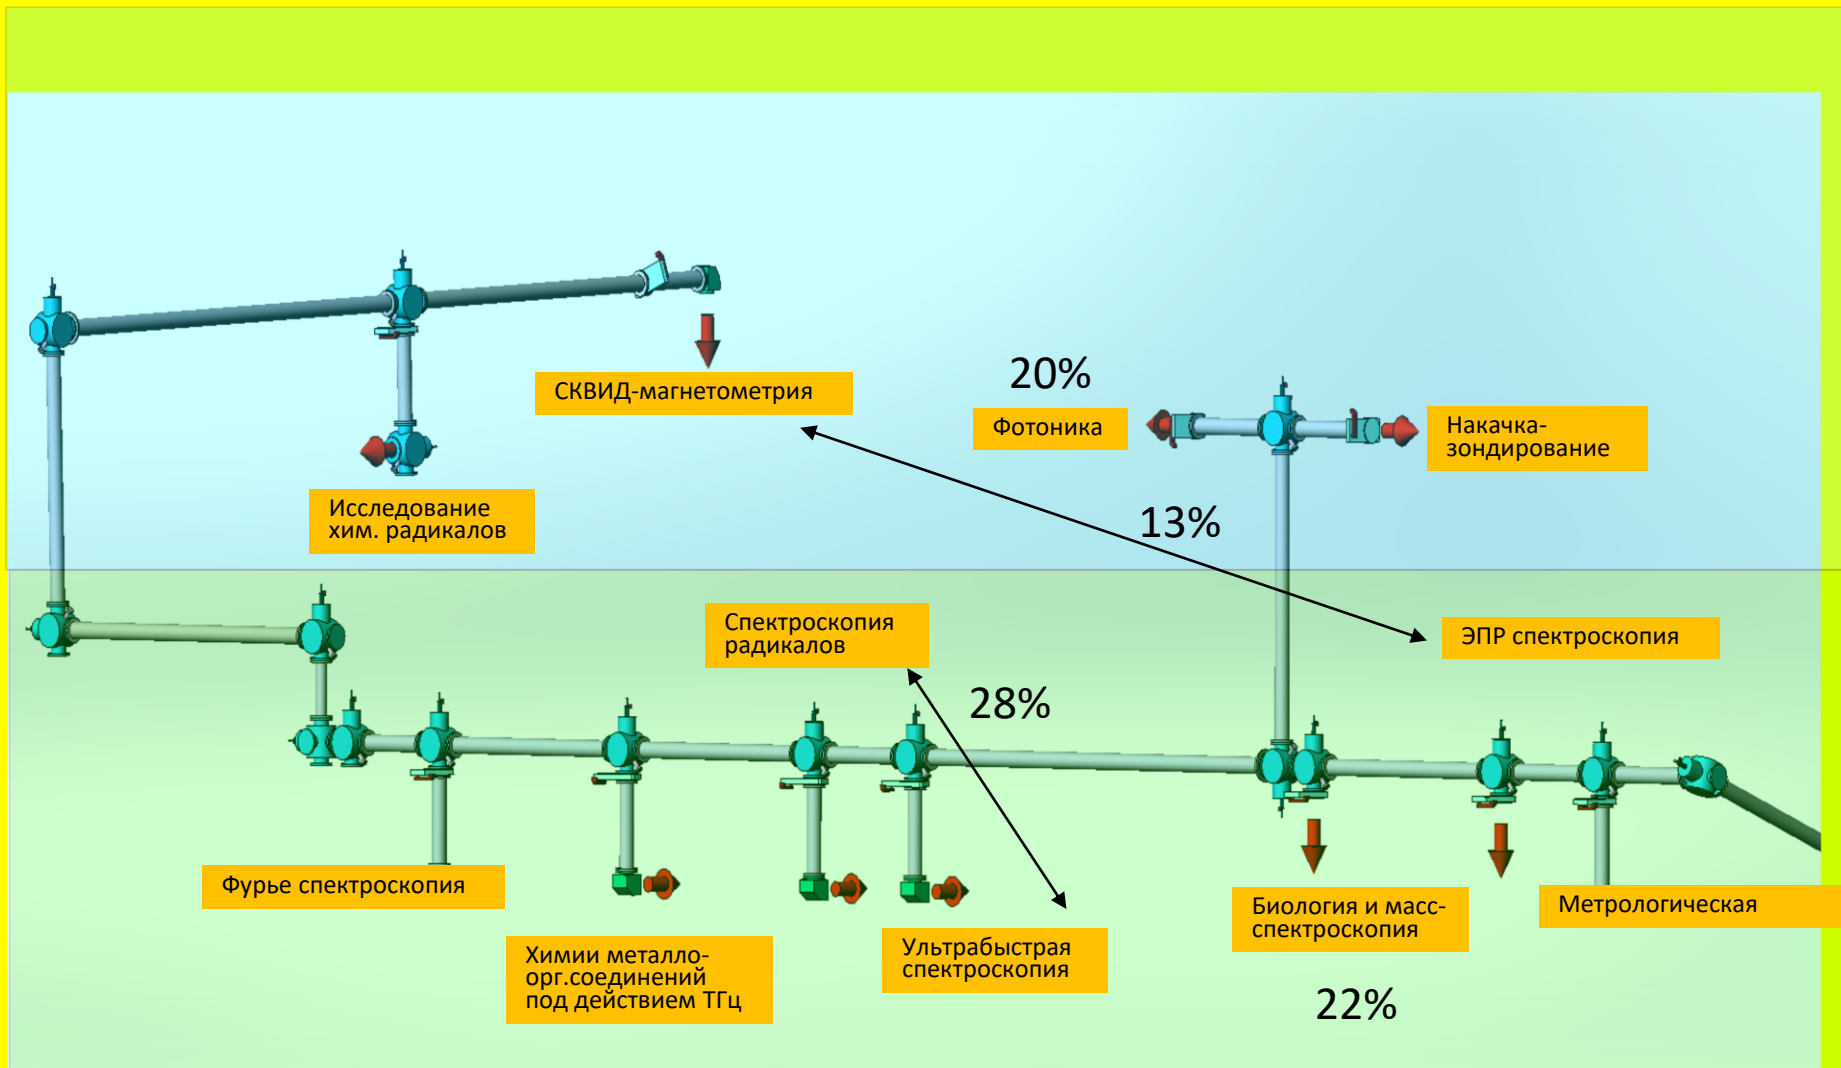 20%
СКВИД-магнетометрия
Фотоника
Накачка-
зондирование
Исследование
хим. радикалов
13%
Спектроскопия
радикалов
ЭПР спектроскопия
28%
Фурье спектроскопия
Биология и масс-
спектроскопия
Метрологическая
Химии металло-
орг.соединений
под действием ТГц
Ультрабыстрая
спектроскопия
22%